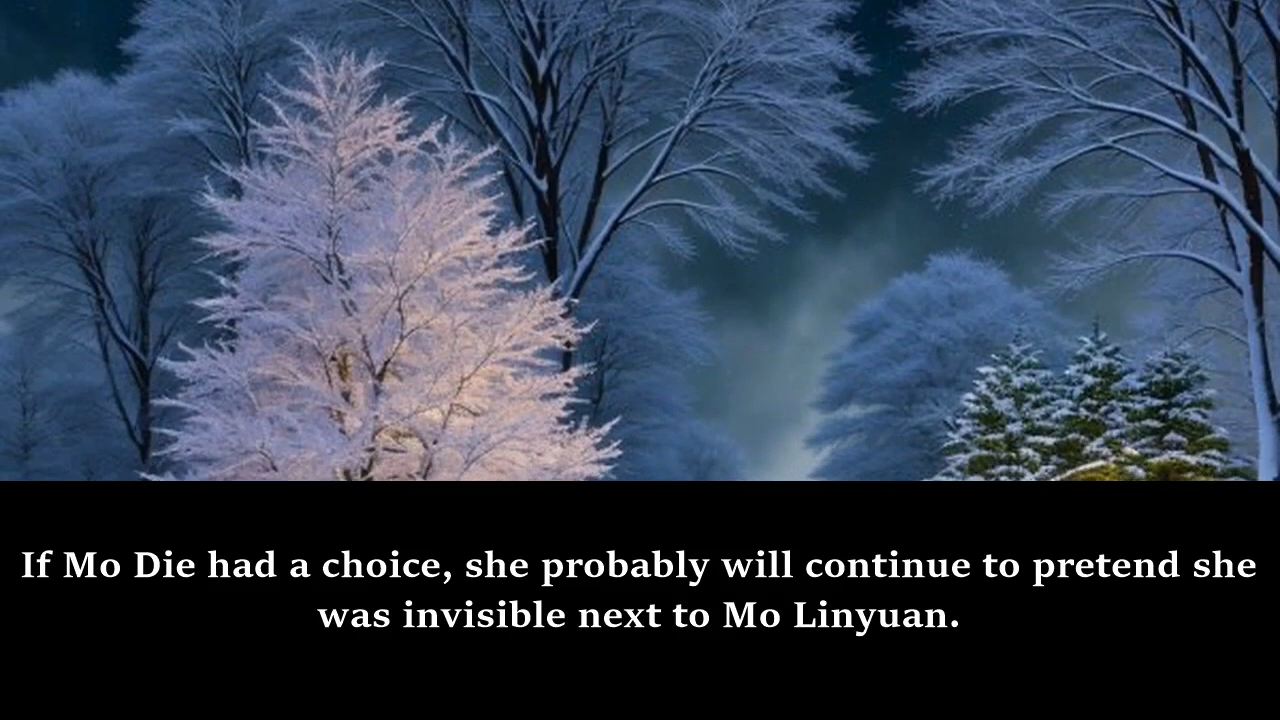 If Mo Die had a choice, she probably will continue to pretend she
was invisible next to Mo Linyuan.